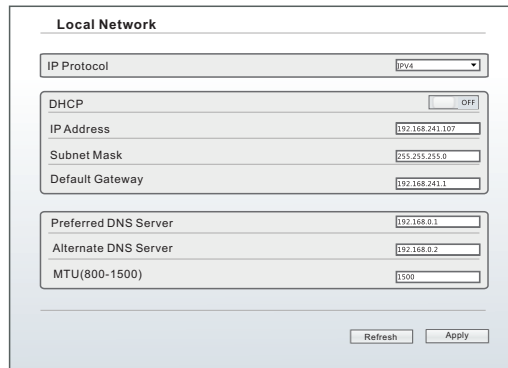 Local Network
IP Protocol IPV4
DHCP OFF
IP Address 192.168.241.107
Subnet Mask 255.255.255.0
Default Gateway 192.168.241.1
Preferred DNS Server 192.168.0.1
Alternate DNS Server 192.168.0.2
MTU(800-1500) 1500
Refresh Apply